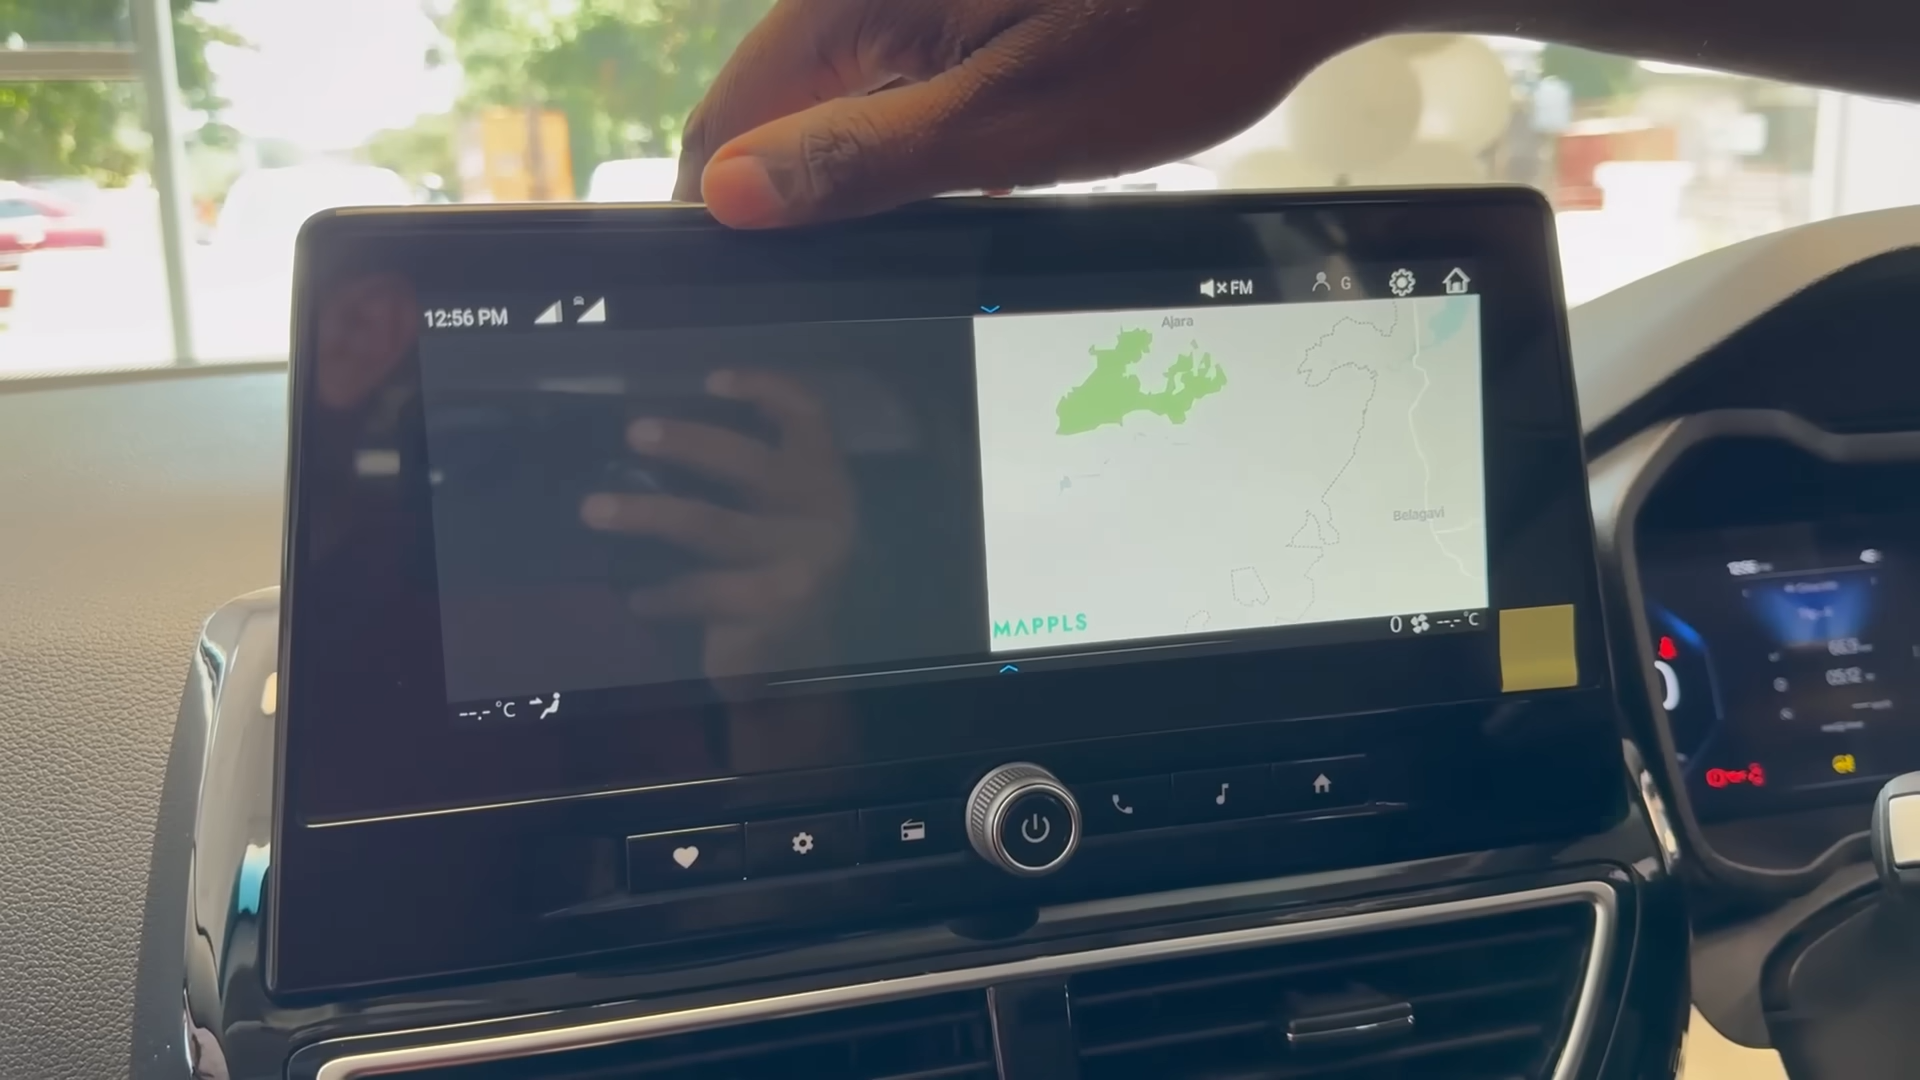 12:56 PM
FM
G
Ajara
Belagavi
MAPPLS
0 --.- °C
--.- °C